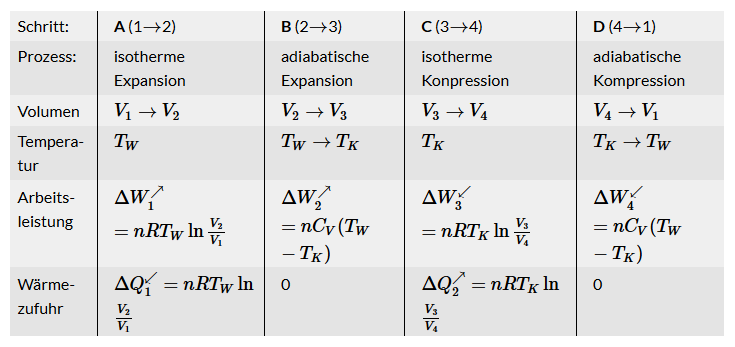 Schritt: A (1→2) B (2→3) C (3→4) D (4→1)
Prozess: isotherme adiabatische isotherme adiabatische
Expansion Expansion Konpression Kompression
Volumen V₁ → V₂ V₂ → V₃ V₃ → V₄ V₄ → V₁
Tempera- T_W T_W → T_K T_K T_K → T_W
tur
Arbeits- ΔW₁↗ ΔW₂↗ ΔW₃↙ ΔW₄↙
leistung = nRT_W ln V₂/V₁ = nC_V(T_W = nRT_K ln V₃/V₄ = nC_V(T_W
− T_K) − T_K)
Wärme- ΔQ₁↙ = nRT_W ln 0 ΔQ₂↗ = nRT_K ln 0
zufuhr V₂/V₁ V₃/V₄